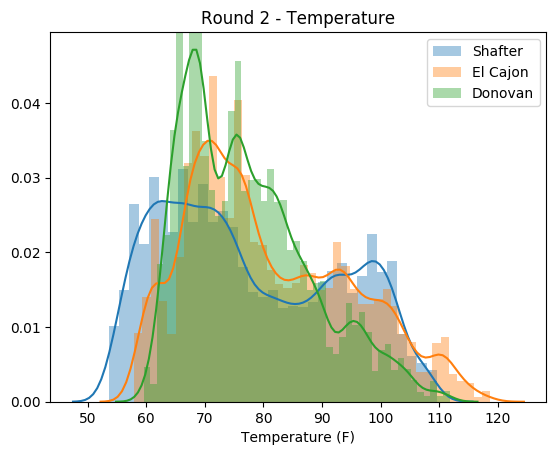 Round 2 - Temperature
Shafter
El Cajon
Donovan
0.04
0.03
0.02
0.01
0.00
50 60 70 80 90 100 110 120
Temperature (F)